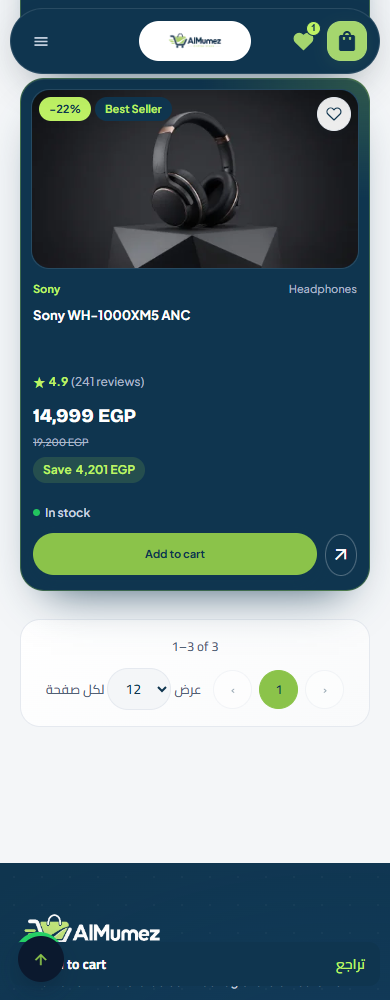 AlMumez
1
-22%
Best Seller
Sony
Headphones
Sony WH-1000XM5 ANC
4.9 (241 reviews)
14,999 EGP
19,200 EGP
Save 4,201 EGP
In stock
Add to cart
1–3 of 3
عرض 12 لكل صفحة
‹ 1 ›
AlMumez
to cart
تراجع